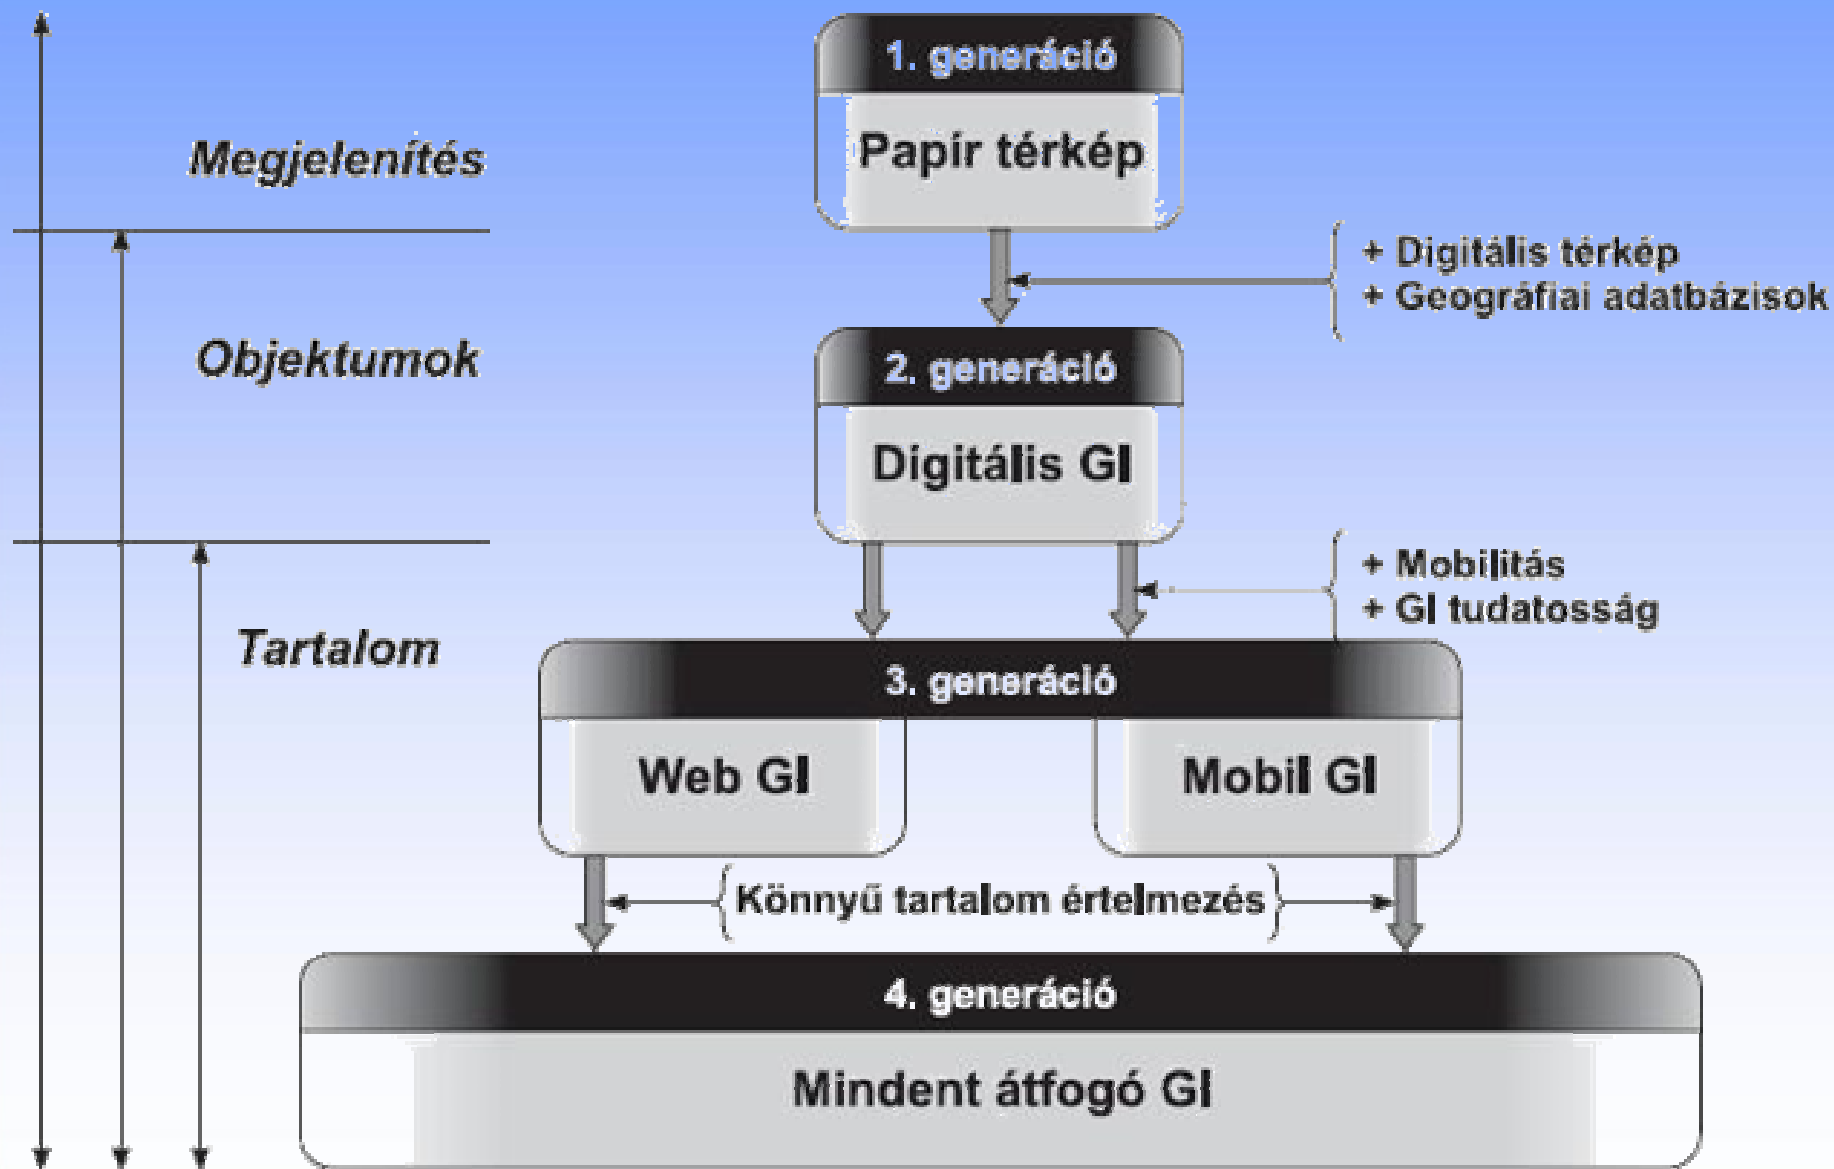 1. generáció
Papír térkép
Megjelenítés
+ Digitális térkép
+ Geográfiai adatbázisok
Objektumok
2. generáció
Digitális GI
+ Mobilitás
+ GI tudatosság
Tartalom
3. generáció
Web GI
Mobil GI
Könnyű tartalom értelmezés
4. generáció
Mindent átfogó GI